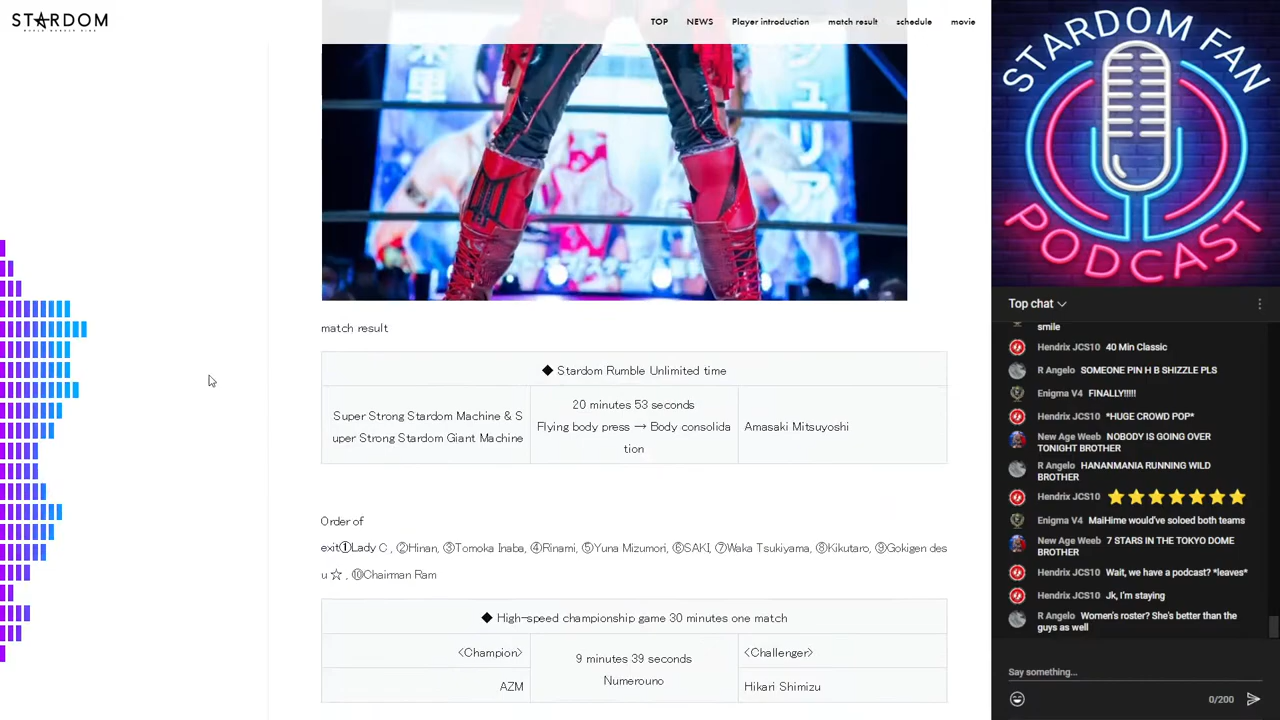 STARDOM
WORLD WONDER RING
TOP NEWS Player introduction match result schedule movie
match result
◆ Stardom Rumble Unlimited time
Super Strong Stardom Machine & S
uper Strong Stardom Giant Machine
20 minutes 53 seconds
Flying body press → Body consolida
tion
Amasaki Mitsuyoshi
Order of
exit①Lady C , ②Hinan, ③Tomoka Inaba, ④Rinami, ⑤Yuna Mizumori, ⑥SAKI, ⑦Waka Tsukiyama, ⑧Kikutaro, ⑨Gokigen des
u ☆ , ⑩Chairman Ram
◆ High-speed championship game 30 minutes one match
<Champion>
AZM
9 minutes 39 seconds
Numerouno
<Challenger>
Hikari Shimizu
STARDOM FAN
PODCAST
Top chat
smile
Hendrix JCS10 40 Min Classic
R Angelo SOMEONE PIN H B SHIZZLE PLS
Enigma V4 FINALLY!!!!!
Hendrix JCS10 *HUGE CROWD POP*
New Age Weeb NOBODY IS GOING OVER
TONIGHT BROTHER
R Angelo HANANMANIA RUNNING WILD
BROTHER
Hendrix JCS10 ⭐⭐⭐⭐⭐⭐⭐
Enigma V4 MaiHime would've soloed both teams
New Age Weeb 7 STARS IN THE TOKYO DOME
BROTHER
Hendrix JCS10 Wait, we have a podcast? *leaves*
Hendrix JCS10 Jk, I'm staying
R Angelo Women's roster? She's better than the
guys as well
Say something...
0/200